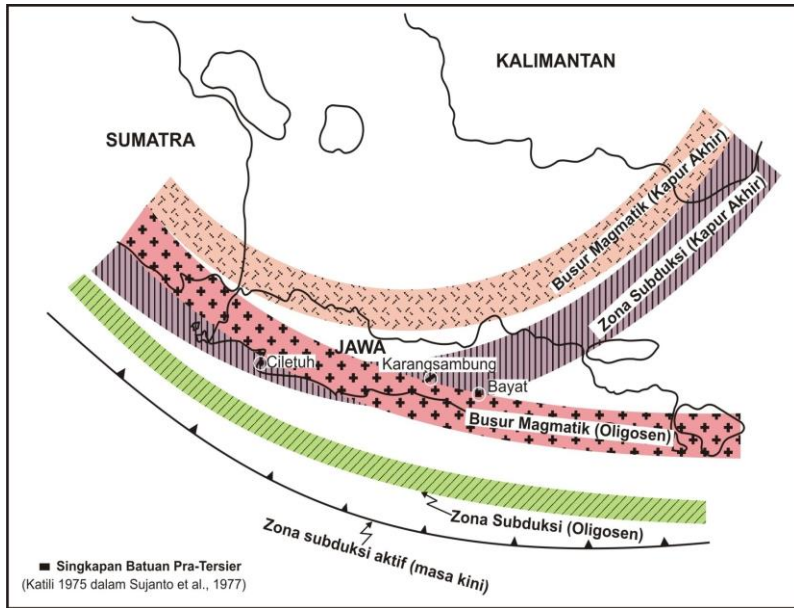 KALIMANTAN
SUMATRA
Busur Magmatik (Kapur Akhir)
Zona Subduksi (Kapur Akhir)
JAWA
Ciletuh
Karangsambung
Bayat
Busur Magmatik (Oligosen)
Zona Subduksi (Oligosen)
Zona subduksi aktif (masa kini)
Singkapan Batuan Pra-Tersier
(Katili 1975 dalam Sujanto et al., 1977)